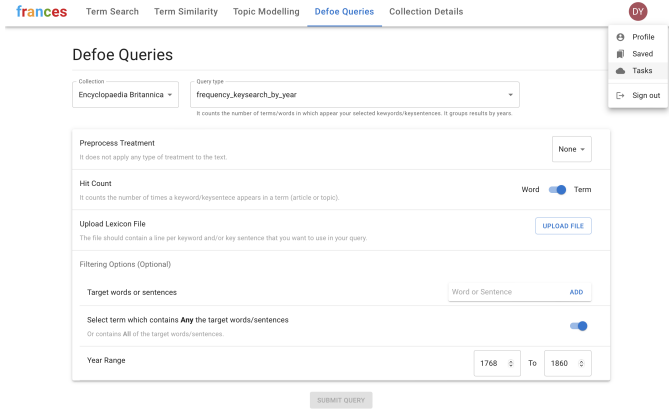 frances Term Search Term Similarity Topic Modelling Defoe Queries Collection Details DY
Profile
Saved
Tasks
Sign out
Defoe Queries
Collection
Encyclopaedia Britannica
Query type
frequency_keysearch_by_year
It counts the number of terms/words in which appear your selected kewyords/keysentences. It groups results by years.
Preprocess Treatment
It does not apply any type of treatment to the text.
None
Hit Count
It counts the number of times a keyword/keysentece appears in a term (article or topic).
Word Term
Upload Lexicon File
The file should contain a line per keyword and/or key sentence that you want to use in your query.
UPLOAD FILE
Filtering Options (Optional)
Target words or sentences
Word or Sentence ADD
Select term which contains Any the target words/sentences
Or contains All of the target words/sentences.
Year Range
1768 To 1860
SUBMIT QUERY